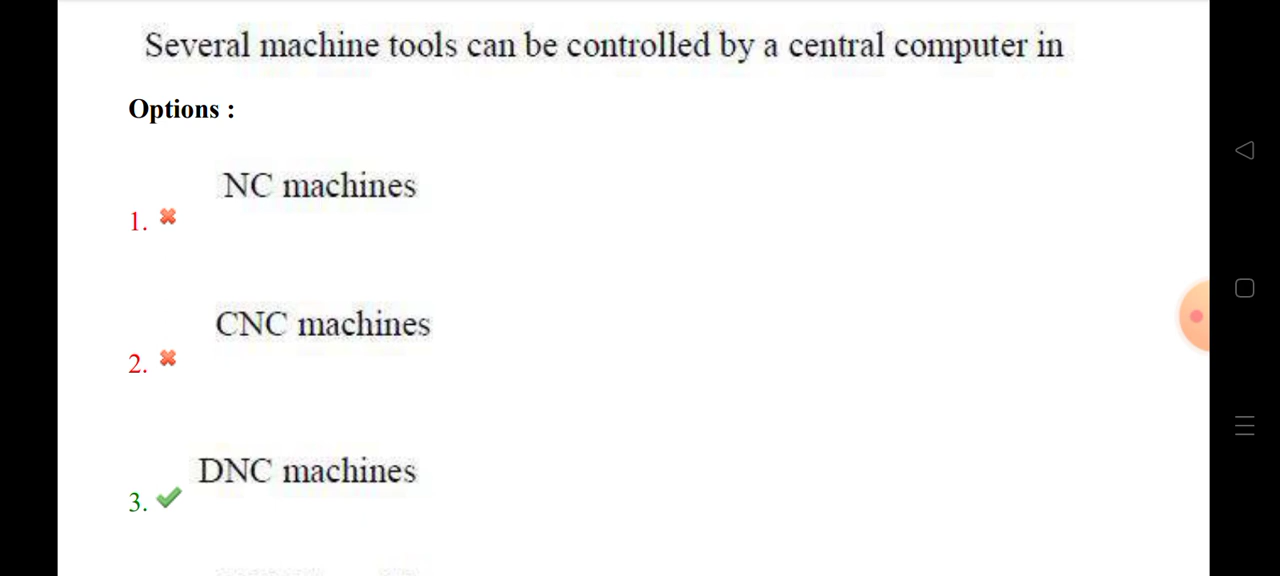 Several machine tools can be controlled by a central computer in
Options :
NC machines
1.
CNC machines
2.
DNC machines
3.